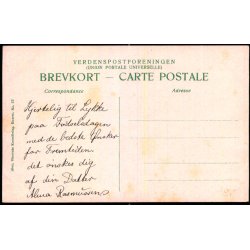 VERDENSPOSTFORENINGEN
(UNION POSTALE UNIVERSELLE)
BREVKORT – CARTE POSTALE
Correspondance
Adresse
Hjertelig til Lykke
paa Fødselsdagen
med de bedste Ønsker
for Fremtiden
det ønskes dig
af din Datter
Alma Rasmussen